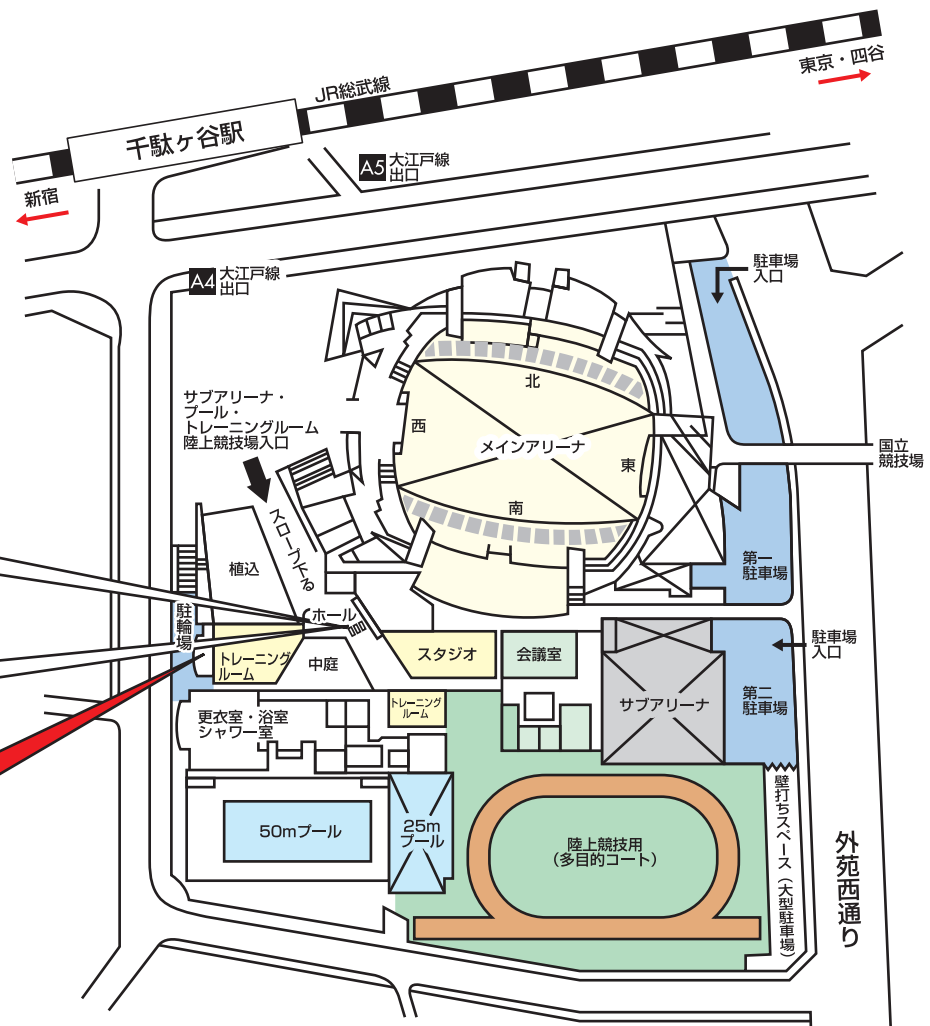 JR総武線
東京・四谷
千駄ヶ谷駅
新宿
A5
大江戸線
出口
A4
大江戸線
出口
駐車場
入口
サブアリーナ・
プール・
トレーニングルーム
陸上競技場入口
北
西
メインアリーナ
東
南
国立
競技場
スロープ下る
植込
第一
駐車場
ホール
駐輪場
トレーニング
ルーム
中庭
スタジオ
会議室
駐車場
入口
第二
駐車場
サブアリーナ
トレーニング
ルーム
更衣室・浴室
シャワー室
50mプール
25m
プール
陸上競技用
(多目的コート)
壁打ちスペース(大型駐車場)
外苑西通り